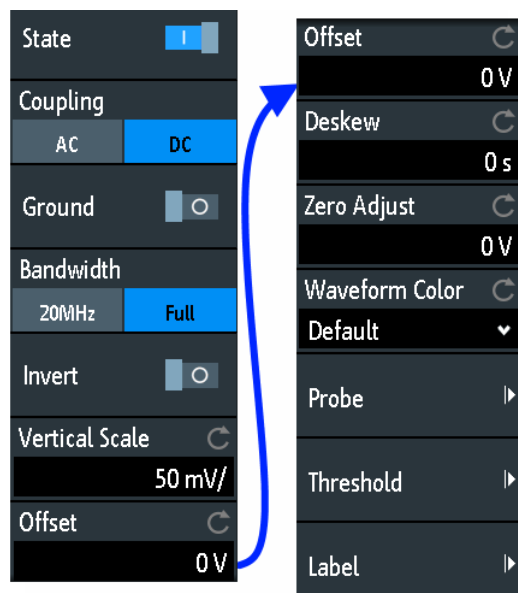 State
Coupling
AC DC
Ground
Bandwidth
20MHz Full
Invert
Vertical Scale
50 mV/
Offset
0 V
Offset
0 V
Deskew
0 s
Zero Adjust
0 V
Waveform Color
Default
Probe
Threshold
Label